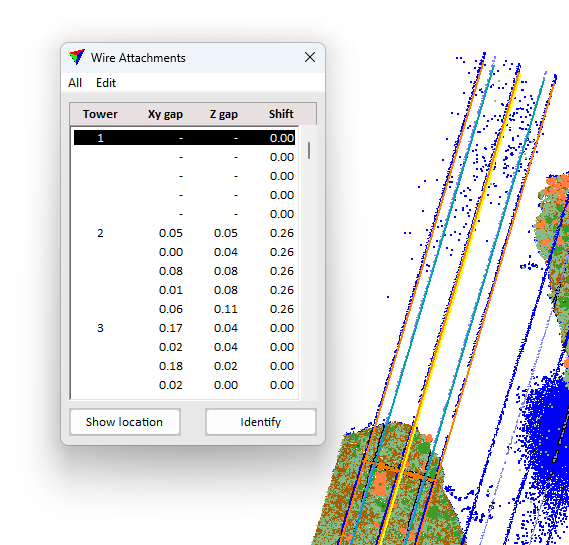 Wire Attachments
All Edit
Tower Xy gap Z gap Shift
1 - - 0.00
- - 0.00
- - 0.00
- - 0.00
- - 0.00
2 0.05 0.05 0.26
0.00 0.04 0.26
0.08 0.08 0.26
0.01 0.08 0.26
0.06 0.11 0.26
3 0.17 0.04 0.00
0.02 0.04 0.00
0.18 0.02 0.00
0.02 0.00 0.00
Show location Identify